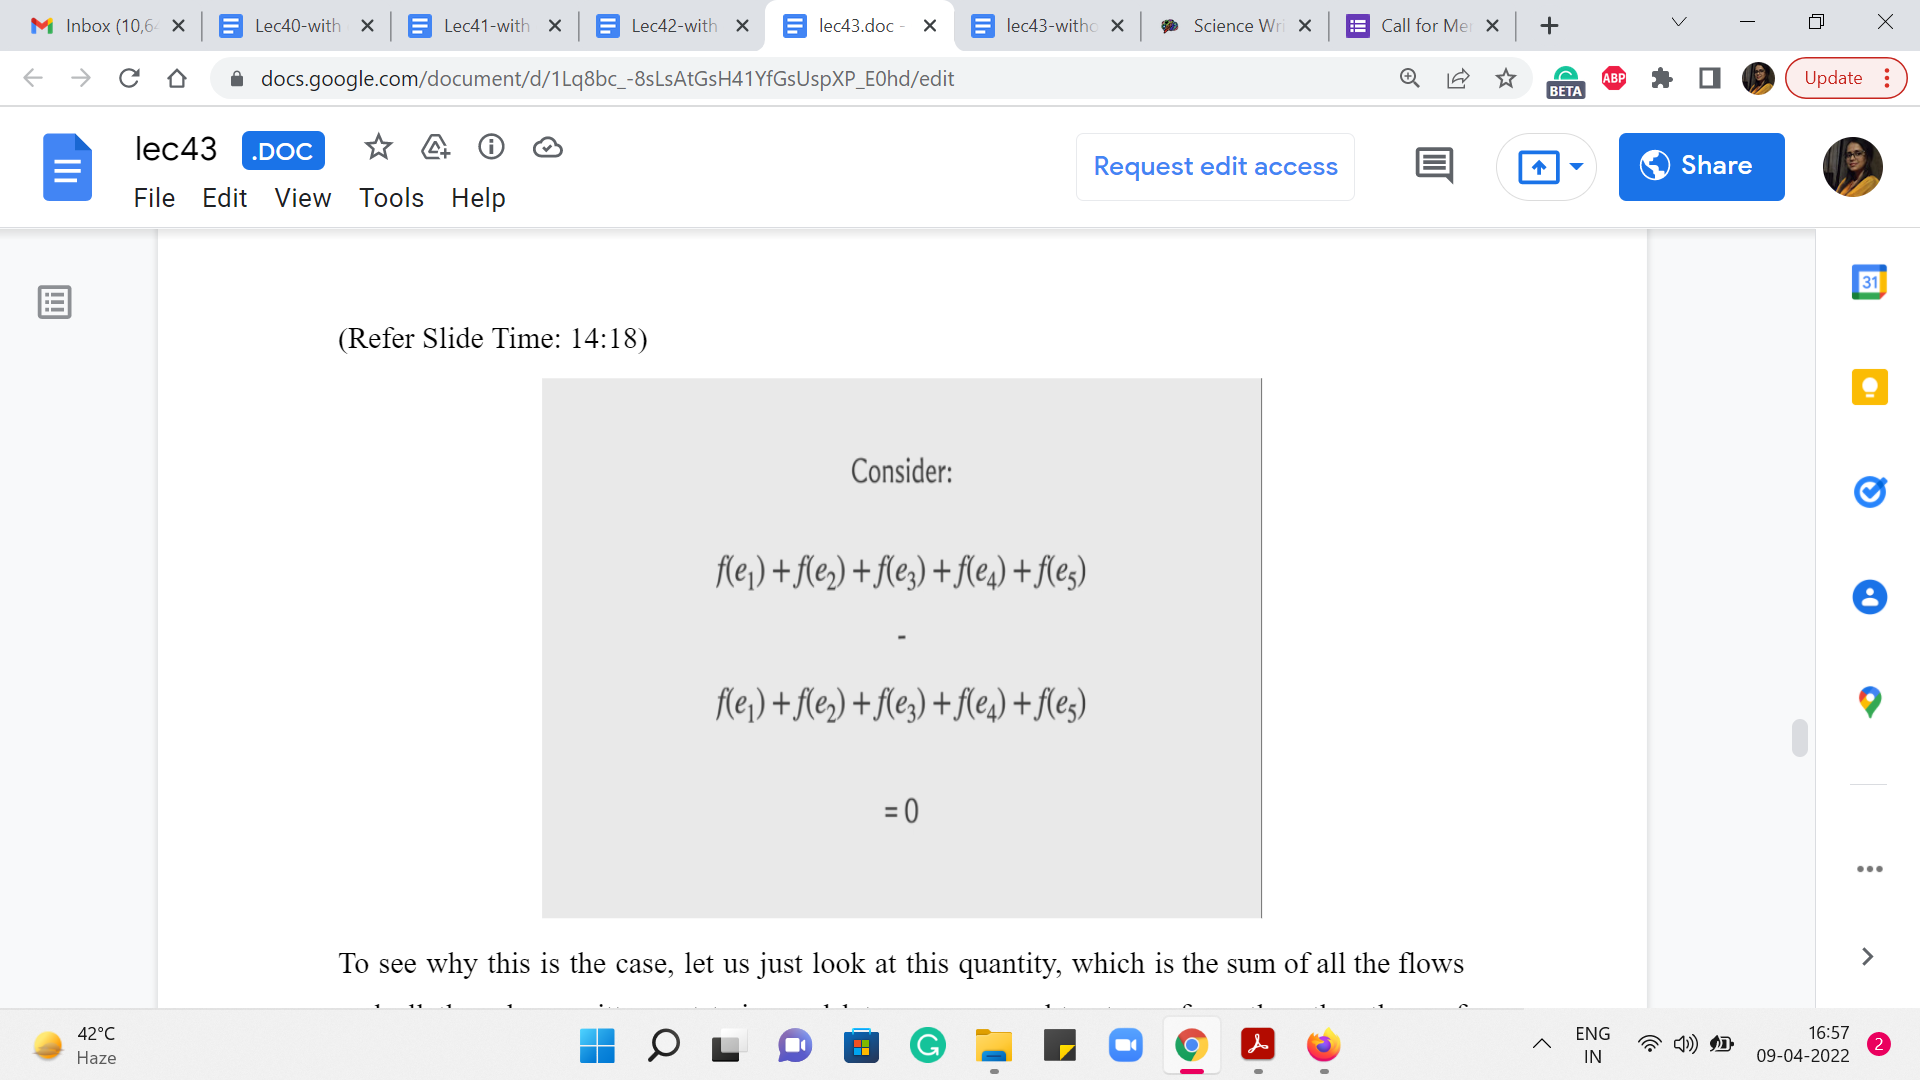 Inbox (10,6
Lec40-with
Lec41-with
Lec42-with
lec43.doc -
lec43-witho
Science Wri
Call for Me
docs.google.com/document/d/1Lq8bc_-8sLsAtGsH41YfGsUspXP_E0hd/edit
BETA
ABP
Update
lec43
.DOC
Request edit access
Share
File Edit View Tools Help
31
(Refer Slide Time: 14:18)
Consider:
f(e₁) + f(e₂) + f(e₃) + f(e₄) + f(e₅)
-
f(e₁) + f(e₂) + f(e₃) + f(e₄) + f(e₅)
= 0
To see why this is the case, let us just look at this quantity, which is the sum of all the flows
42°C
Haze
ENG
IN
16:57
09-04-2022
2